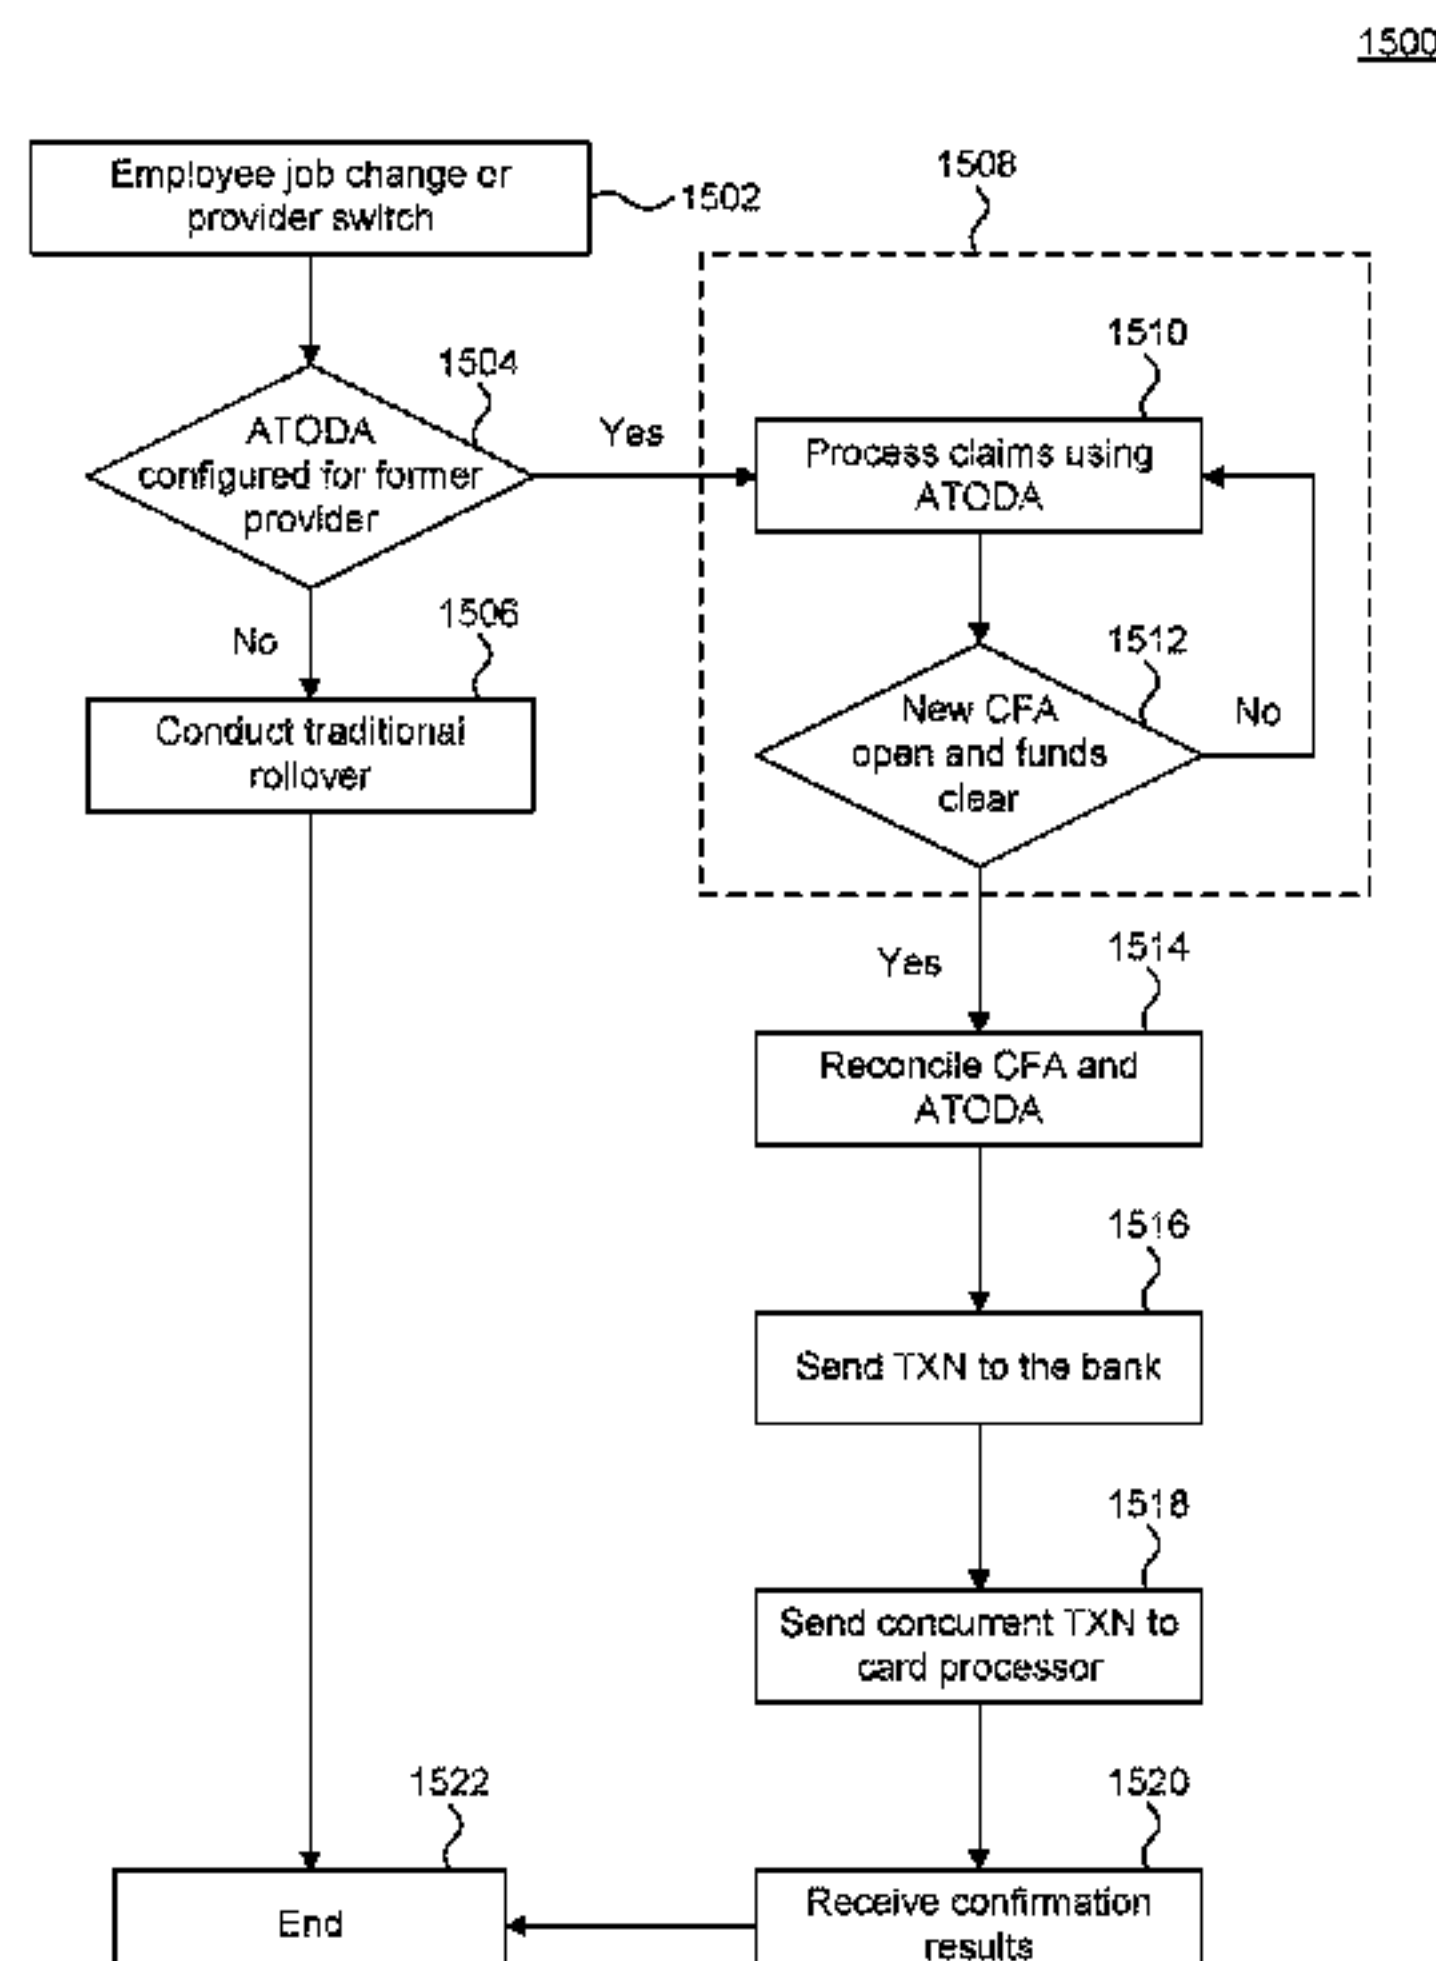 1500
Employee job change or
provider switch
1502
1508
1504
ATODA
configured for former
provider
Yes
1510
Process claims using
ATODA
No
1506
Conduct traditional
rollover
1512
New CFA
open and funds
clear
No
Yes
1514
Reconcile CFA and
ATODA
1516
Send TXN to the bank
1518
Send concurrent TXN to
card processor
1522
End
1520
Receive confirmation
results